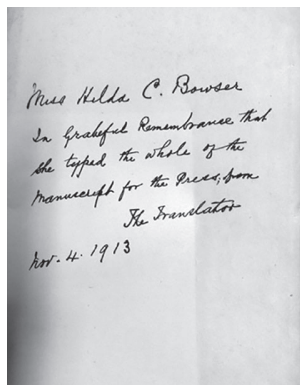 Miss Hilda C. Bowser
In Grateful Remembrance that
she typed the whole of the
Manuscript for the Press, from
The Translator
Nov. 4. 1913